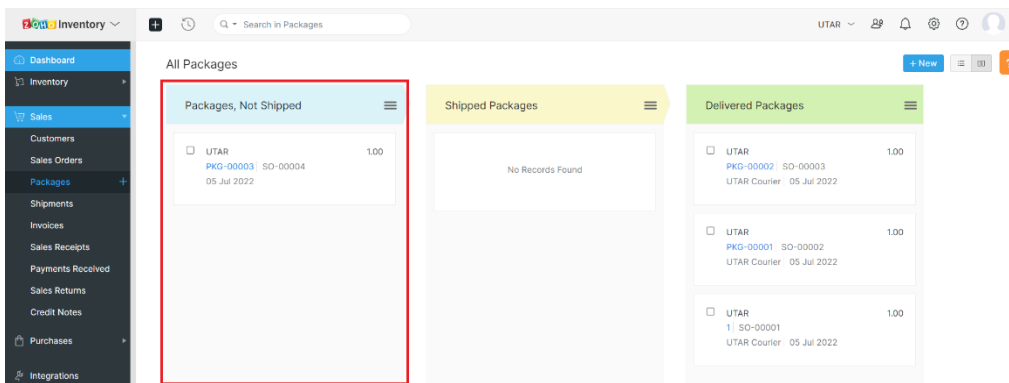 ZOHO Inventory
Search in Packages
UTAR
Dashboard
Inventory
Sales
Customers
Sales Orders
Packages +
Shipments
Invoices
Sales Receipts
Payments Received
Sales Returns
Credit Notes
Purchases
Integrations
All Packages
+ New
Packages, Not Shipped
UTAR 1.00
PKG-00003 | SO-00004
05 Jul 2022
Shipped Packages
No Records Found
Delivered Packages
UTAR 1.00
PKG-00002 | SO-00003
UTAR Courier | 05 Jul 2022
UTAR 1.00
PKG-00001 | SO-00002
UTAR Courier | 05 Jul 2022
UTAR 1.00
1 | SO-00001
UTAR Courier | 05 Jul 2022